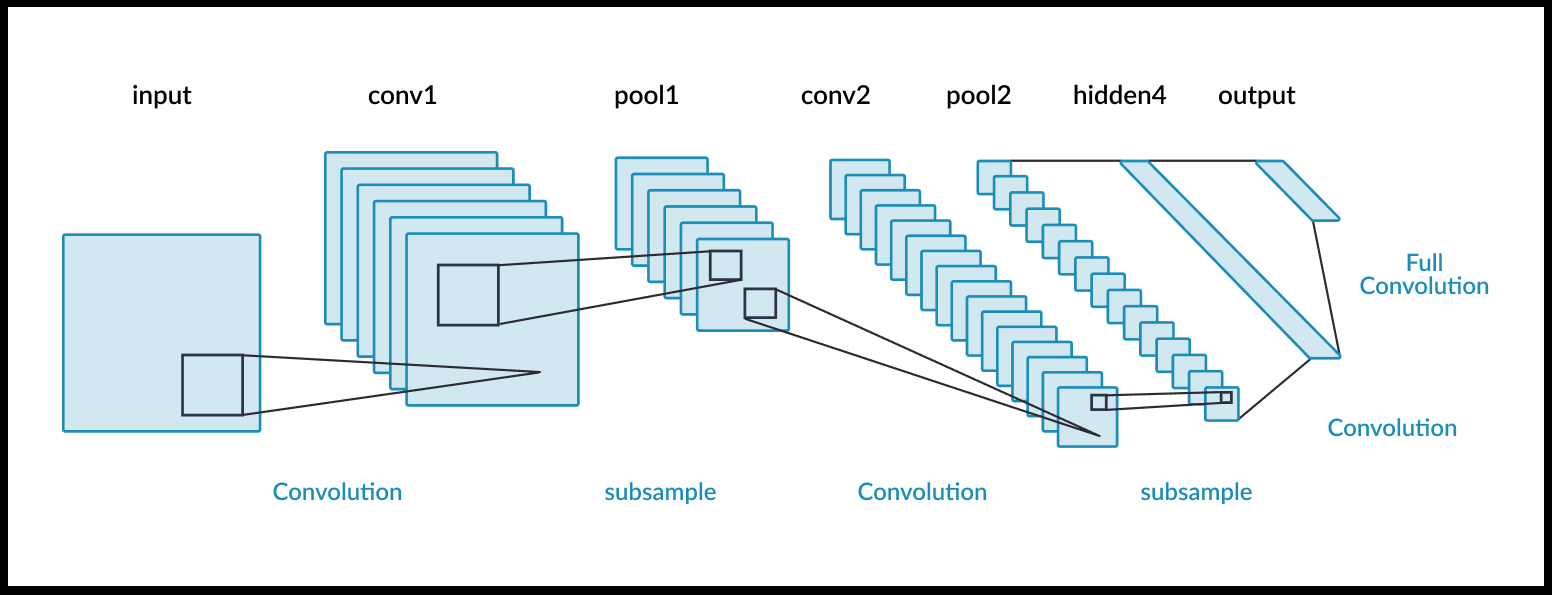 input
conv1
pool1
conv2
pool2
hidden4
output
Full
Convolution
Convolution
Convolution
subsample
Convolution
subsample